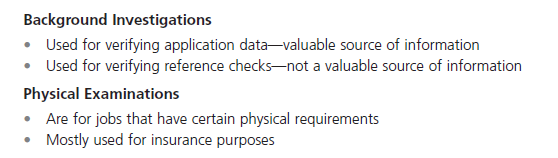 Background Investigations
• Used for verifying application data—valuable source of information
• Used for verifying reference checks—not a valuable source of information
Physical Examinations
• Are for jobs that have certain physical requirements
• Mostly used for insurance purposes